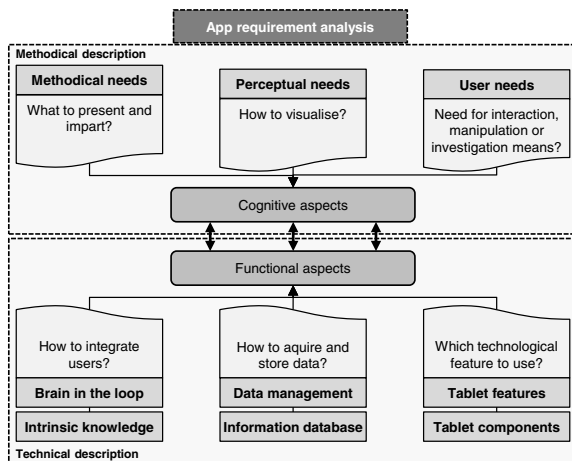 App requirement analysis
Methodical description
Methodical needs
What to present and
impart?
Perceptual needs
How to visualise?
User needs
Need for interaction,
manipulation or
investigation means?
Cognitive aspects
Functional aspects
How to integrate
users?
Brain in the loop
Intrinsic knowledge
How to aquire and
store data?
Data management
Information database
Which technological
feature to use?
Tablet features
Tablet components
Technical description